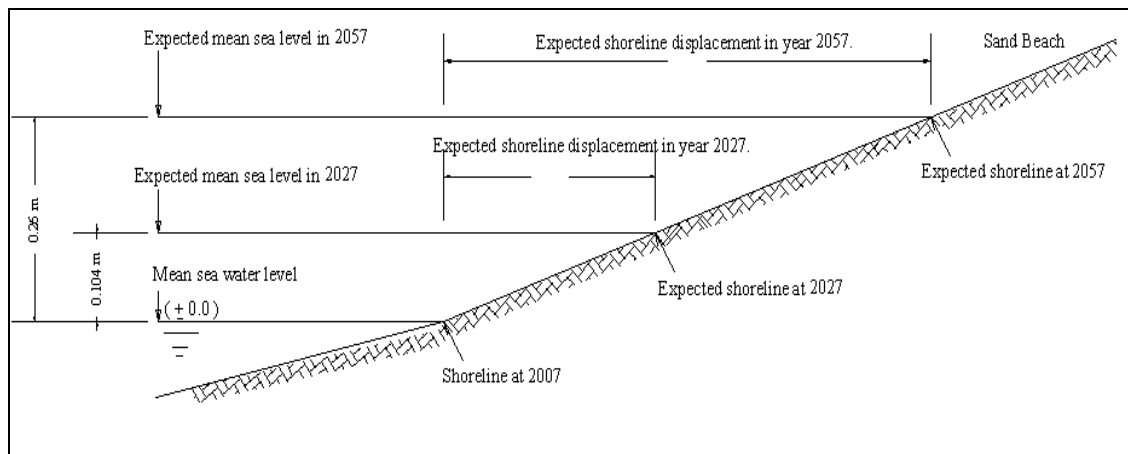 Expected mean sea level in 2057
Expected shoreline displacement in year 2057.
Sand Beach
Expected shoreline displacement in year 2027.
Expected mean sea level in 2027
Expected shoreline at 2057
0.26 m
0.104 m
Mean sea water level
(±0.0)
Expected shoreline at 2027
Shoreline at 2007